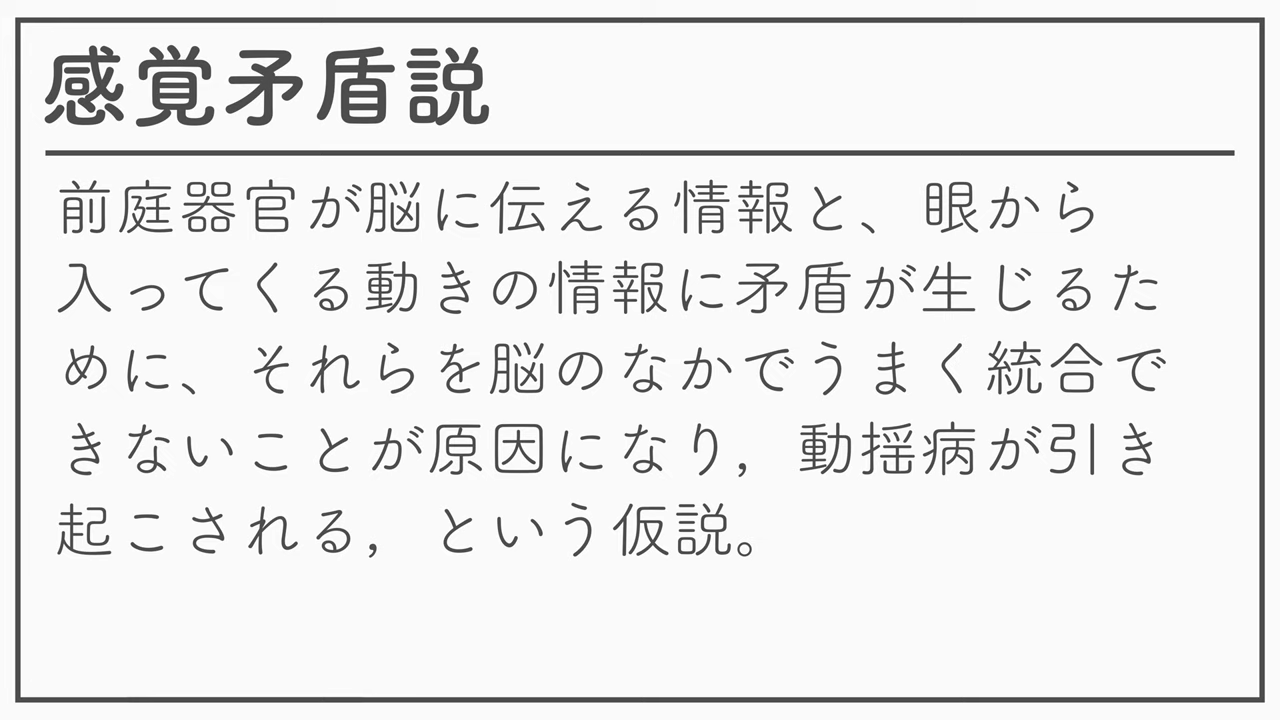 感覚矛盾説
前庭器官が脳に伝える情報と、眼から
入ってくる動きの情報に矛盾が生じるた
めに、それらを脳のなかでうまく統合で
きないことが原因になり，動揺病が引き
起こされる，という仮説。